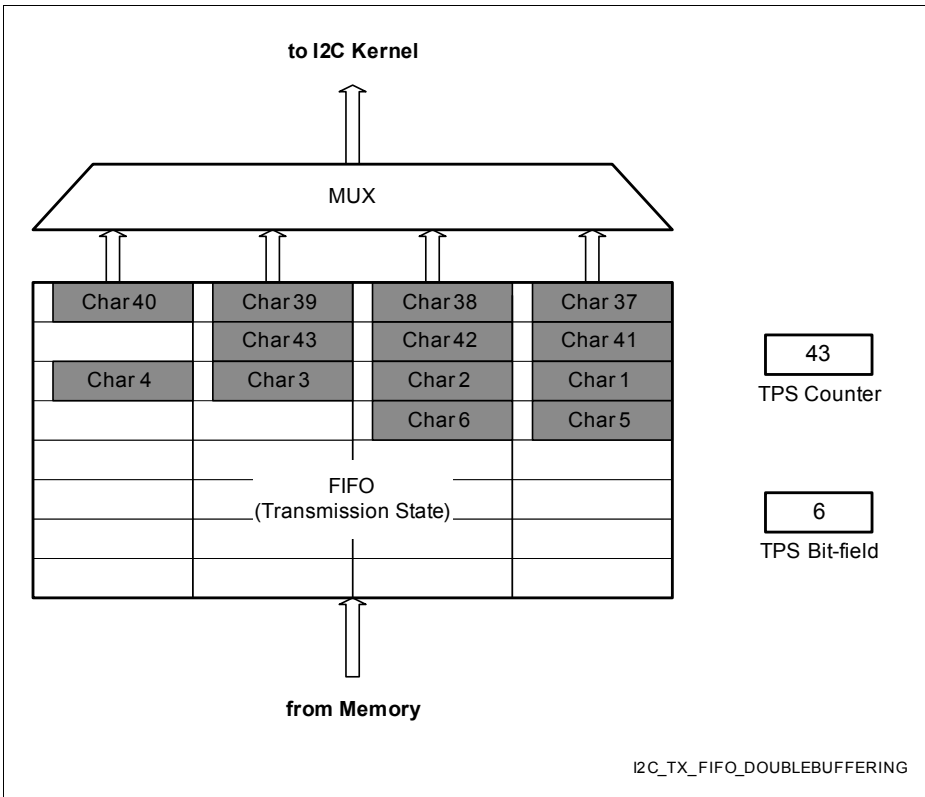 to I2C Kernel
MUX
Char 40 Char 39 Char 38 Char 37
Char 43 Char 42 Char 41
Char 4 Char 3 Char 2 Char 1
Char 6 Char 5
FIFO
(Transmission State)
43
TPS Counter
6
TPS Bit-field
from Memory
I2C_TX_FIFO_DOUBLEBUFFERING